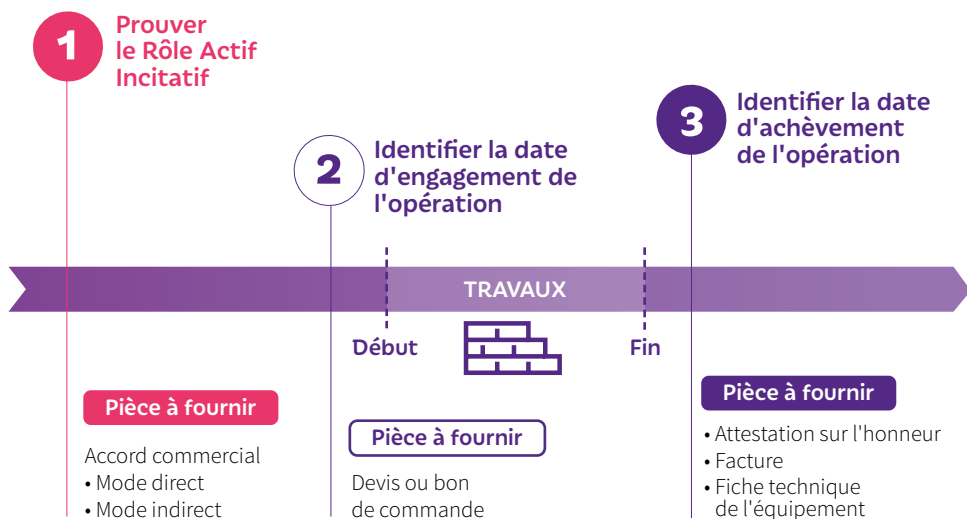 1
Prouver
le Rôle Actif
Incitatif
2
Identifier la date
d'engagement de
l'opération
3
Identifier la date
d'achèvement
de l'opération
TRAVAUX
Début
Fin
Pièce à fournir
Accord commercial
• Mode direct
• Mode indirect
Pièce à fournir
Devis ou bon
de commande
Pièce à fournir
• Attestation sur l'honneur
• Facture
• Fiche technique
de l'équipement